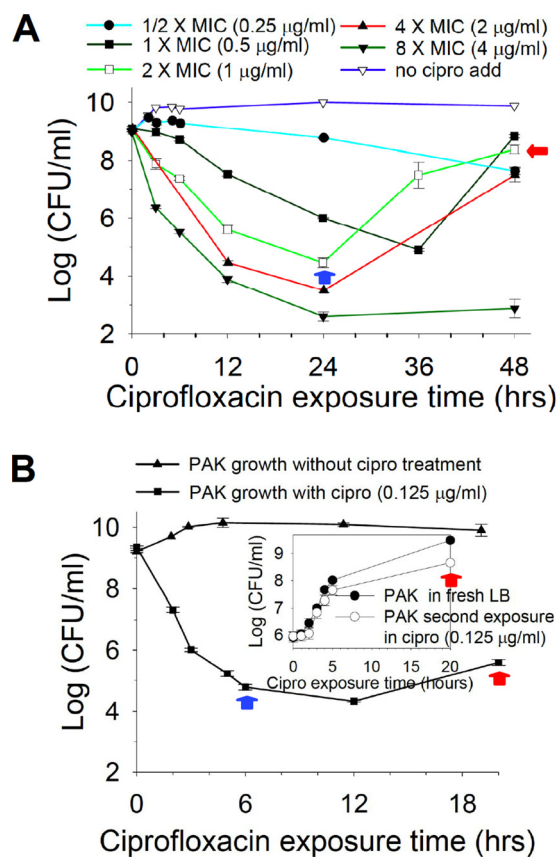 A
1/2 X MIC (0.25 µg/ml)
4 X MIC (2 µg/ml)
1 X MIC (0.5 µg/ml)
8 X MIC (4 µg/ml)
2 X MIC (1 µg/ml)
no cipro add
10
8
6
4
2
Log (CFU/ml)
0 12 24 36 48
Ciprofloxacin exposure time (hrs)
B
PAK growth without cipro treatment
PAK growth with cipro (0.125 µg/ml)
10
8
6
4
2
Log (CFU/ml)
9
8
7
6
Log (CFU/ml)
PAK in fresh LB
PAK second exposure
in cipro (0.125 µg/ml)
0 5 10 15 20
Cipro exposure time (hours)
0 6 12 18
Ciprofloxacin exposure time (hrs)